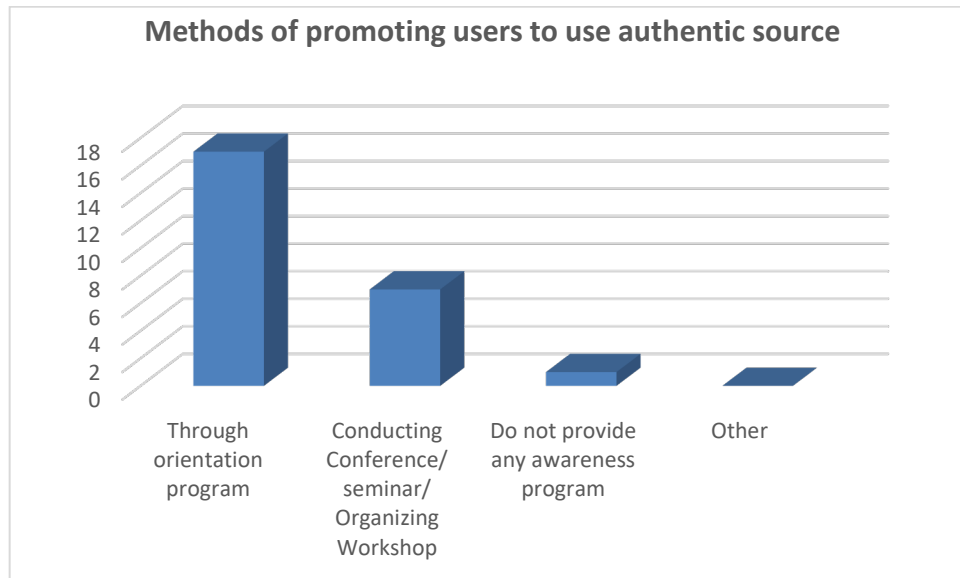 Methods of promoting users to use authentic source
18
16
14
12
10
8
6
4
2
0
Through
orientation
program
Conducting
Conference/
seminar/
Organizing
Workshop
Do not provide
any awareness
program
Other